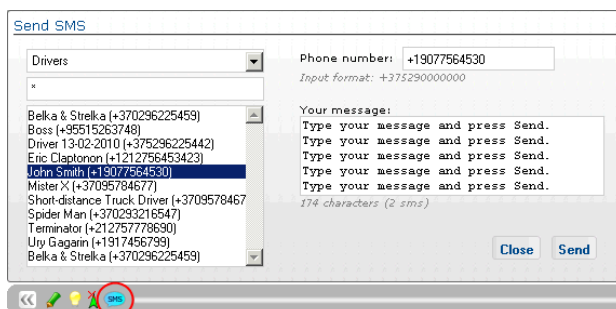 Send SMS
Drivers
*
Belka & Strelka (+370296225459)
Boss (+95515263748)
Driver 13-02-2010 (+375296225442)
Eric Claptonon (+1212756453423)
John Smith (+19077564530)
Mister X (+37095784677)
Short-distance Truck Driver (+370957846​7
Spider Man (+370293216547)
Terminator (+212757778690)
Ury Gagarin (+1917456799)
Belka & Strelka (+370296225459)
Phone number: +19077564530
Input format: +375290000000
Your message:
Type your message and press Send.
Type your message and press Send.
Type your message and press Send.
Type your message and press Send.
Type your message and press Send.
174 characters (2 sms)
Close Send
SMS